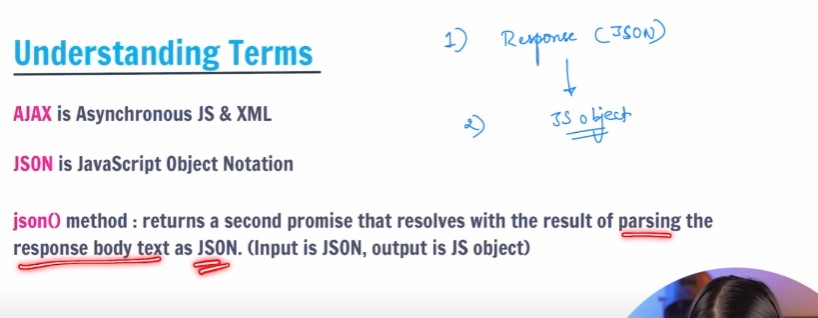 Understanding Terms
1) Response (JSON)
↓
2) JS object
AJAX is Asynchronous JS & XML
JSON is JavaScript Object Notation
json() method : returns a second promise that resolves with the result of parsing the
response body text as JSON. (Input is JSON, output is JS object)